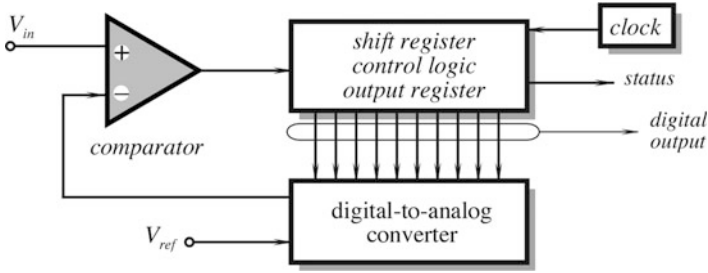 V_in
+
−
comparator
shift register
control logic
output register
clock
status
digital
output
digital-to-analog
converter
V_ref